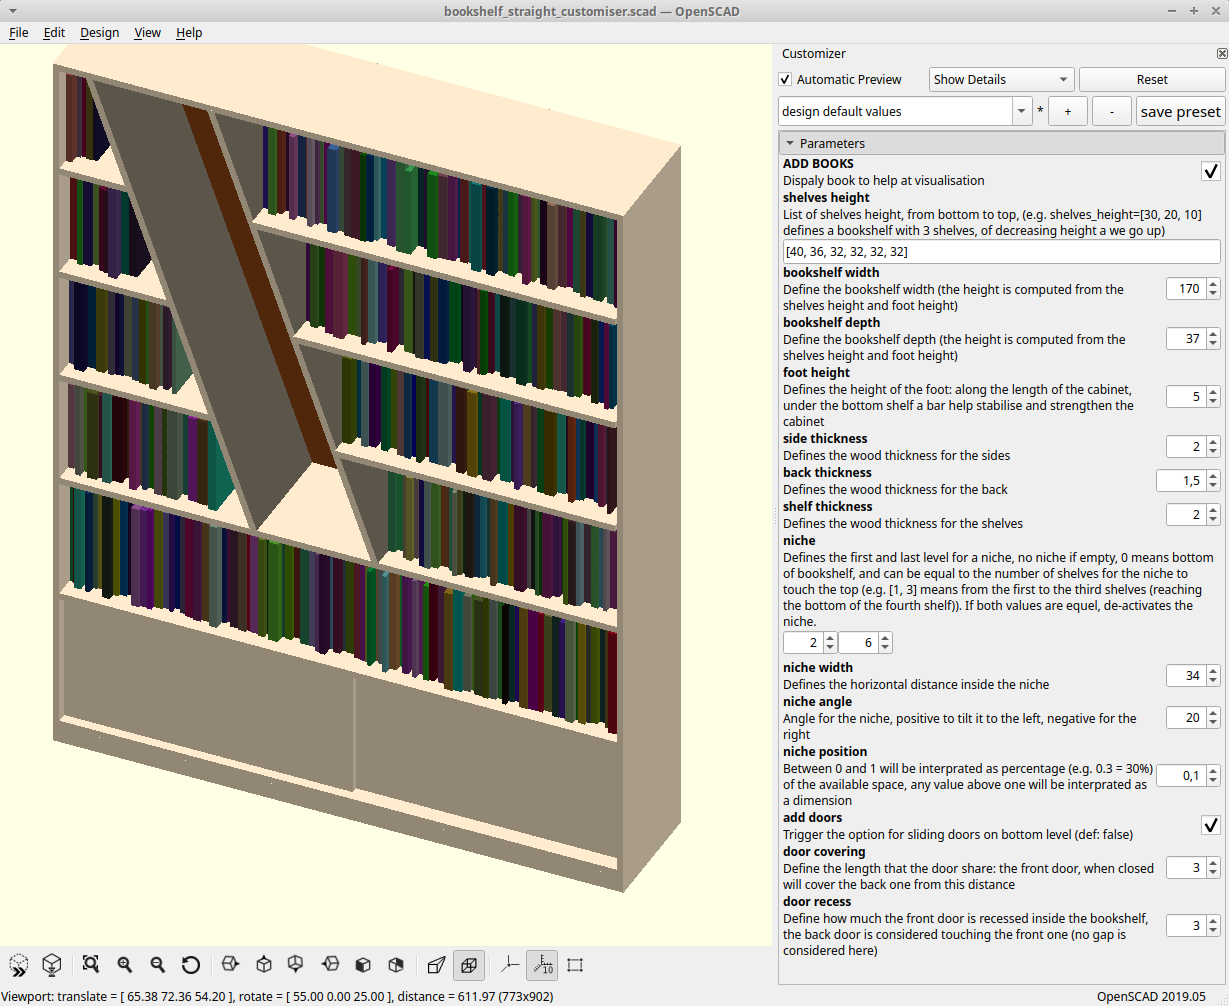 bookshelf_straight_customiser.scad — OpenSCAD
File Edit Design View Help
Customizer
Automatic Preview Show Details Reset
design default values * + - save preset
Parameters
ADD BOOKS
Dispaly book to help at visualisation
shelves height
List of shelves height, from bottom to top, (e.g. shelves_height=[30, 20, 10]
defines a bookshelf with 3 shelves, of decreasing height a we go up)
[40, 36, 32, 32, 32, 32]
bookshelf width
Define the bookshelf width (the height is computed from the
shelves height and foot height)
170
bookshelf depth
Define the bookshelf depth (the height is computed from the
shelves height and foot height)
37
foot height
Defines the height of the foot: along the length of the cabinet,
under the bottom shelf a bar help stabilise and strengthen the
cabinet
5
side thickness
Defines the wood thickness for the sides
2
back thickness
Defines the wood thickness for the back
1,5
shelf thickness
Defines the wood thickness for the shelves
2
niche
Defines the first and last level for a niche, no niche if empty, 0 means bottom
of bookshelf, and can be equal to the number of shelves for the niche to
touch the top (e.g. [1, 3] means from the first to the third shelves (reaching
the bottom of the fourth shelf)). If both values are equel, de-activates the
niche.
2 6
niche width
Defines the horizontal distance inside the niche
34
niche angle
Angle for the niche, positive to tilt it to the left, negative for the
right
20
niche position
Between 0 and 1 will be interprated as percentage (e.g. 0.3 = 30%)
of the available space, any value above one will be interprated as
a dimension
0,1
add doors
Trigger the option for sliding doors on bottom level (def: false)
door covering
Define the length that the door share: the front door, when closed
will cover the back one from this distance
3
door recess
Define how much the front door is recessed inside the bookshelf,
the back door is considered touching the front one (no gap is
considered here)
3
10
Viewport: translate = [ 65.38 72.36 54.20 ], rotate = [ 55.00 0.00 25.00 ], distance = 611.97 (773x902)
OpenSCAD 2019.05